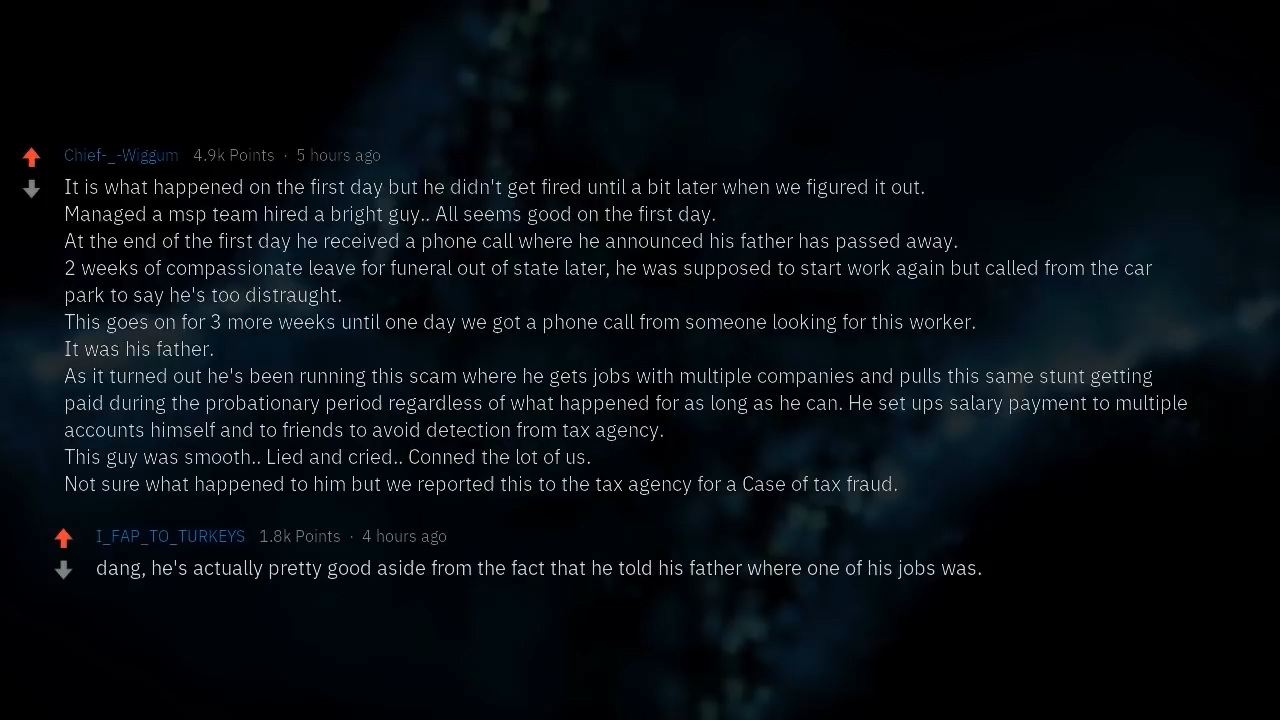 Chief-_-Wiggum 4.9k Points · 5 hours ago
It is what happened on the first day but he didn't get fired until a bit later when we figured it out.
Managed a msp team hired a bright guy.. All seems good on the first day.
At the end of the first day he received a phone call where he announced his father has passed away.
2 weeks of compassionate leave for funeral out of state later, he was supposed to start work again but called from the car
park to say he's too distraught.
This goes on for 3 more weeks until one day we got a phone call from someone looking for this worker.
It was his father.
As it turned out he's been running this scam where he gets jobs with multiple companies and pulls this same stunt getting
paid during the probationary period regardless of what happened for as long as he can. He set ups salary payment to multiple
accounts himself and to friends to avoid detection from tax agency.
This guy was smooth.. Lied and cried.. Conned the lot of us.
Not sure what happened to him but we reported this to the tax agency for a Case of tax fraud.
I_FAP_TO_TURKEYS 1.8k Points · 4 hours ago
dang, he's actually pretty good aside from the fact that he told his father where one of his jobs was.